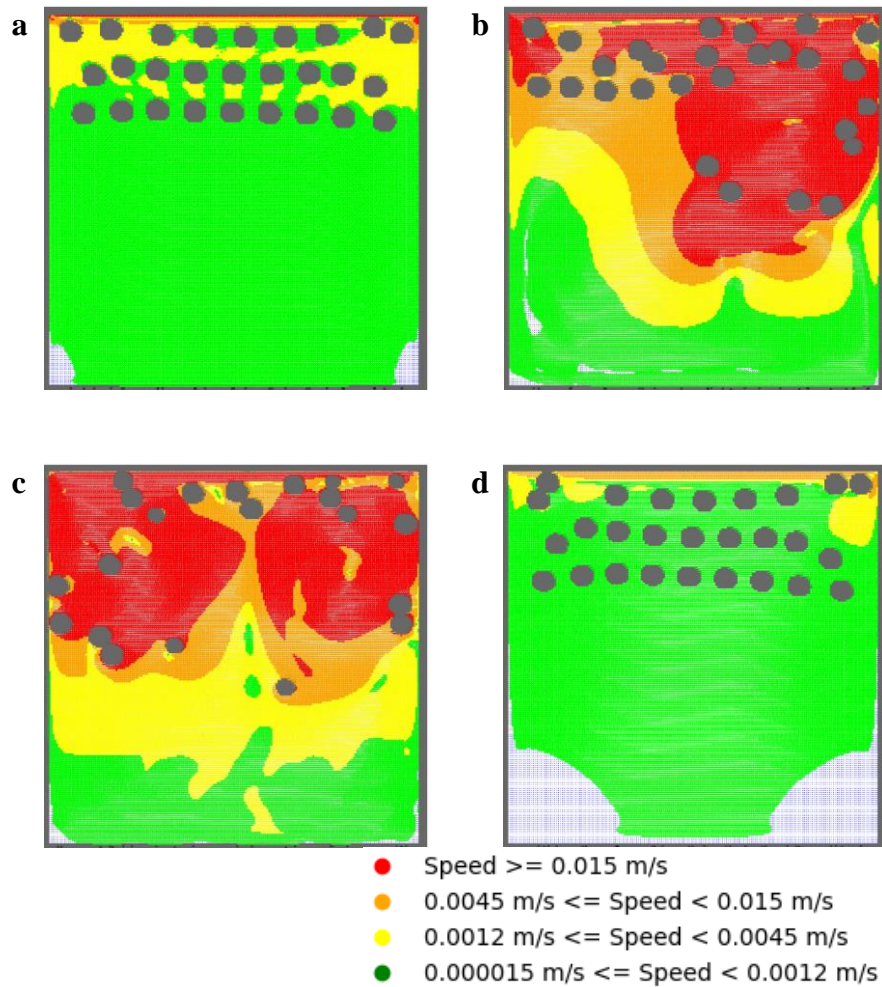 a
b
c
d
Speed >= 0.015 m/s
0.0045 m/s <= Speed < 0.015 m/s
0.0012 m/s <= Speed < 0.0045 m/s
0.000015 m/s <= Speed < 0.0012 m/s